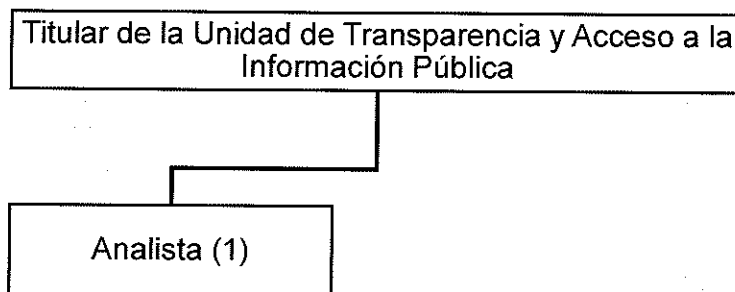 Titular de la Unidad de Transparencia y Acceso a la
Información Pública
Analista (1)